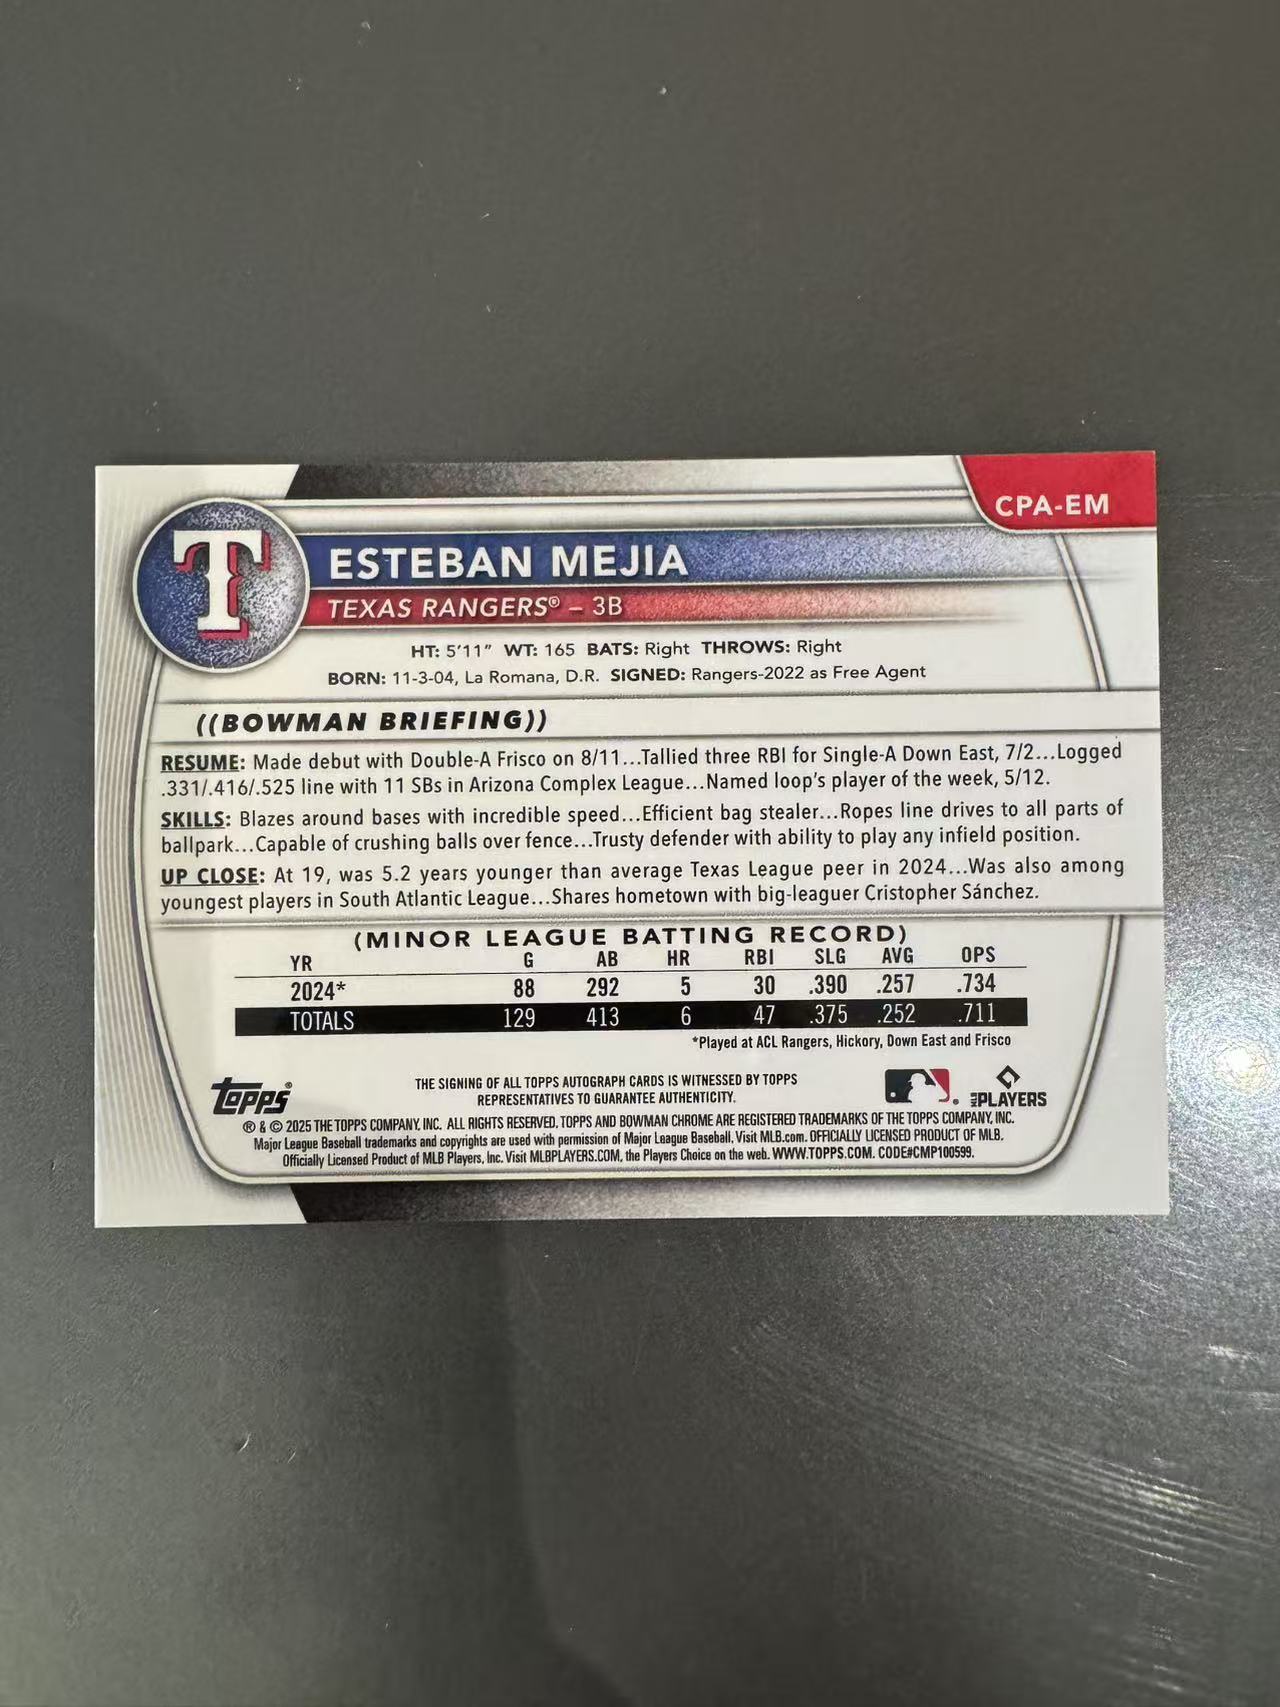 CPA-EM
T
ESTEBAN MEJIA
TEXAS RANGERS® – 3B
HT: 5'11" WT: 165 BATS: Right THROWS: Right
BORN: 11-3-04, La Romana, D.R. SIGNED: Rangers-2022 as Free Agent
((BOWMAN BRIEFING))
RESUME: Made debut with Double-A Frisco on 8/11...Tallied three RBI for Single-A Down East, 7/2...Logged
.331/.416/.525 line with 11 SBs in Arizona Complex League...Named loop's player of the week, 5/12.
SKILLS: Blazes around bases with incredible speed...Efficient bag stealer...Ropes line drives to all parts of
ballpark...Capable of crushing balls over fence...Trusty defender with ability to play any infield position.
UP CLOSE: At 19, was 5.2 years younger than average Texas League peer in 2024...Was also among
youngest players in South Atlantic League...Shares hometown with big-leaguer Cristopher Sánchez.
(MINOR LEAGUE BATTING RECORD)
YR G AB HR RBI SLG AVG OPS
2024* 88 292 5 30 .390 .257 .734
TOTALS 129 413 6 47 .375 .252 .711
*Played at ACL Rangers, Hickory, Down East and Frisco
Topps®
THE SIGNING OF ALL TOPPS AUTOGRAPH CARDS IS WITNESSED BY TOPPS
REPRESENTATIVES TO GUARANTEE AUTHENTICITY.
MLB PLAYERS
® & © 2025 THE TOPPS COMPANY, INC. ALL RIGHTS RESERVED. TOPPS AND BOWMAN CHROME ARE REGISTERED TRADEMARKS OF THE TOPPS COMPANY, INC.
Major League Baseball trademarks and copyrights are used with permission of Major League Baseball. Visit MLB.com. OFFICIALLY LICENSED PRODUCT OF MLB.
Officially Licensed Product of MLB Players, Inc. Visit MLBPLAYERS.COM, the Players Choice on the web. WWW.TOPPS.COM. CODE#CMP100599.